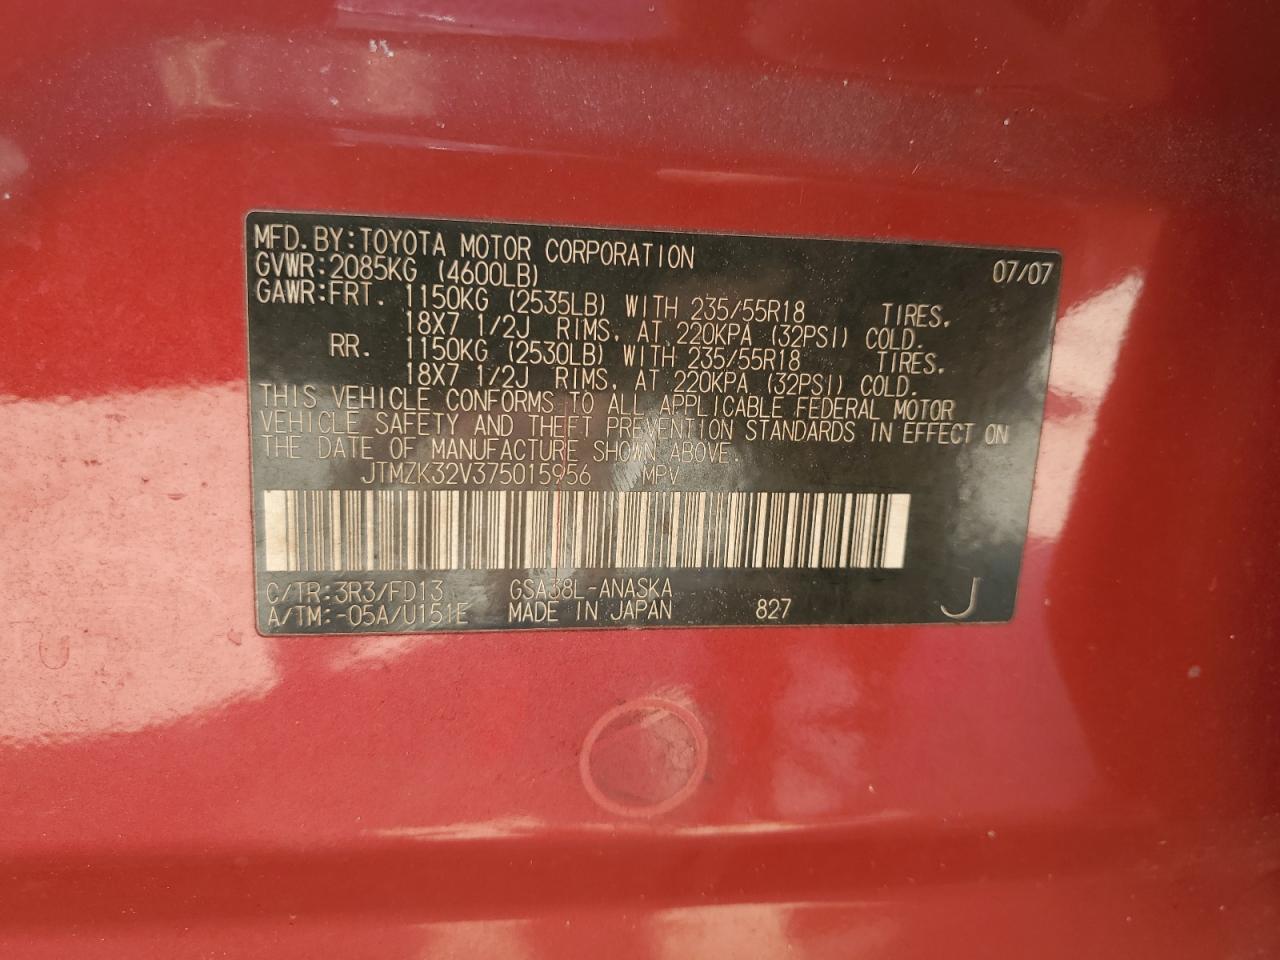 MFD.BY:TOYOTA MOTOR CORPORATION 07/07
GVWR:2085KG (4600LB)
GAWR:FRT. 1150KG (2535LB) WITH 235/55R18 TIRES,
18X7 1/2J RIMS, AT 220KPA (32PSI) COLD.
RR. 1150KG (2530LB) WITH 235/55R18 TIRES,
18X7 1/2J RIMS, AT 220KPA (32PSI) COLD.
THIS VEHICLE CONFORMS TO ALL APPLICABLE FEDERAL MOTOR
VEHICLE SAFETY AND THEFT PREVENTION STANDARDS IN EFFECT ON
THE DATE OF MANUFACTURE SHOWN ABOVE.
JTMZK32V375015956 MPV
C/TR:3R3/FD13 GSA38L-ANASKA
A/TM:-05A/U151E MADE IN JAPAN 827 J